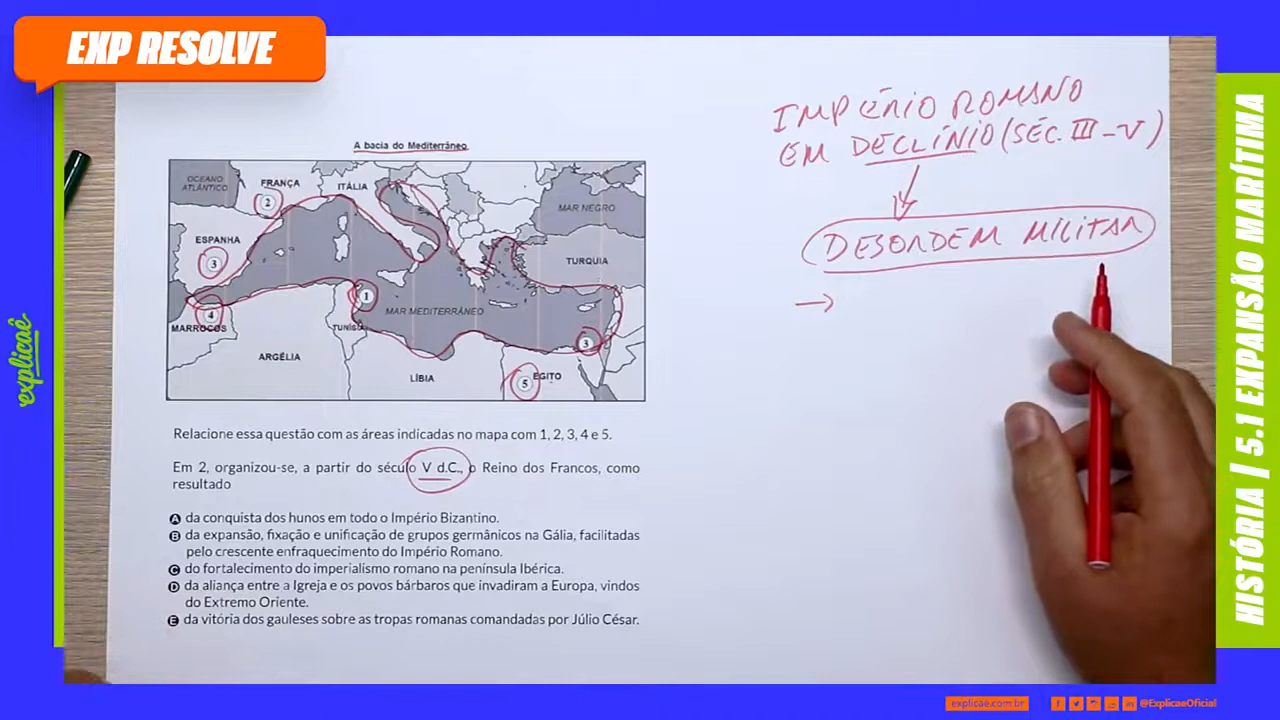 EXP RESOLVE
IMPÉRIO ROMANO
EM DECLÍNIO (SÉC. III - V)
DESORDEM MILITAR
A bacia do Mediterrâneo.
OCEANO
ATLÂNTICO
FRANÇA
ITÁLIA
2
MAR NEGRO
ESPANHA
3
TURQUIA
1
4
MAR MEDITERRÂNEO
MARROCOS
TUNÍSIA
3
ARGÉLIA
LÍBIA
5
EGITO
Relacione essa questão com as áreas indicadas no mapa com 1, 2, 3, 4 e 5.
Em 2, organizou-se, a partir do século V d.C., o Reino dos Francos, como
resultado
A da conquista dos hunos em todo o Império Bizantino.
B da expansão, fixação e unificação de grupos germânicos na Gália, facilitadas
pelo crescente enfraquecimento do Império Romano.
C do fortalecimento do imperialismo romano na península Ibérica.
D da aliança entre a Igreja e os povos bárbaros que invadiram a Europa, vindos
do Extremo Oriente.
E da vitória dos gauleses sobre as tropas romanas comandadas por Júlio César.
explicaê
HISTÓRIA | 5.1 EXPANSÃO MARÍTIMA
explicae.com.br
@ExplicaeOficial